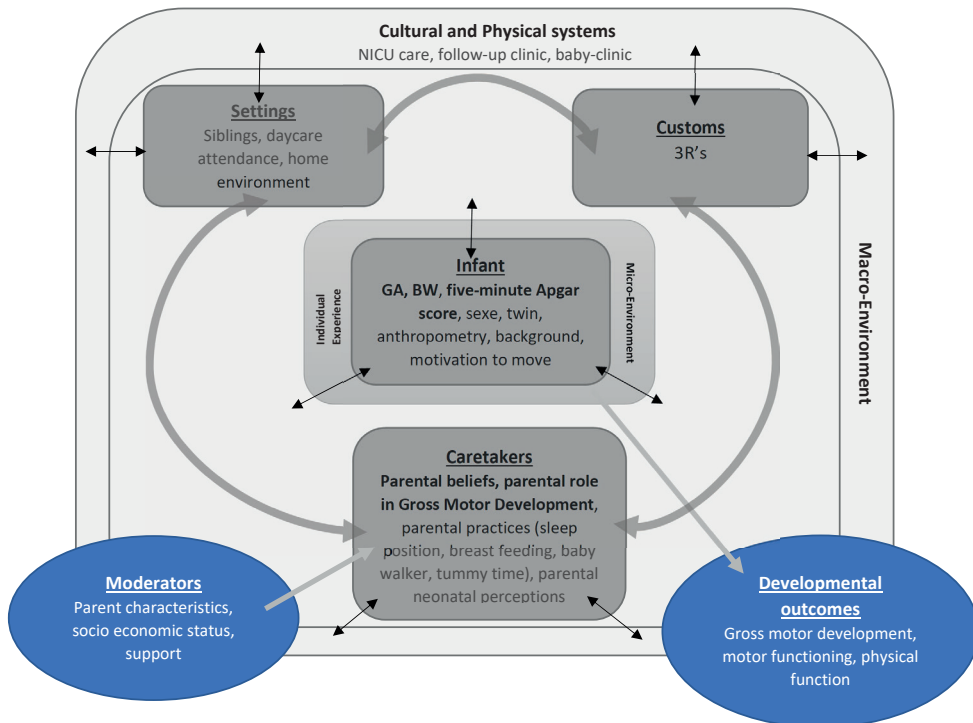 Cultural and Physical systems
NICU care, follow-up clinic, baby-clinic
Settings
Siblings, daycare
attendance, home
environment
Customs
3R's
Individual
Experience
Infant
GA, BW, five-minute Apgar
score, sexe, twin,
anthropometry, background,
motivation to move
Micro-Environment
Macro-Environment
Caretakers
Parental beliefs, parental role
in Gross Motor Development,
parental practices (sleep
position, breast feeding, baby
walker, tummy time), parental
neonatal perceptions
Moderators
Parent characteristics,
socio economic status,
support
Developmental
outcomes
Gross motor development,
motor functioning, physical
function